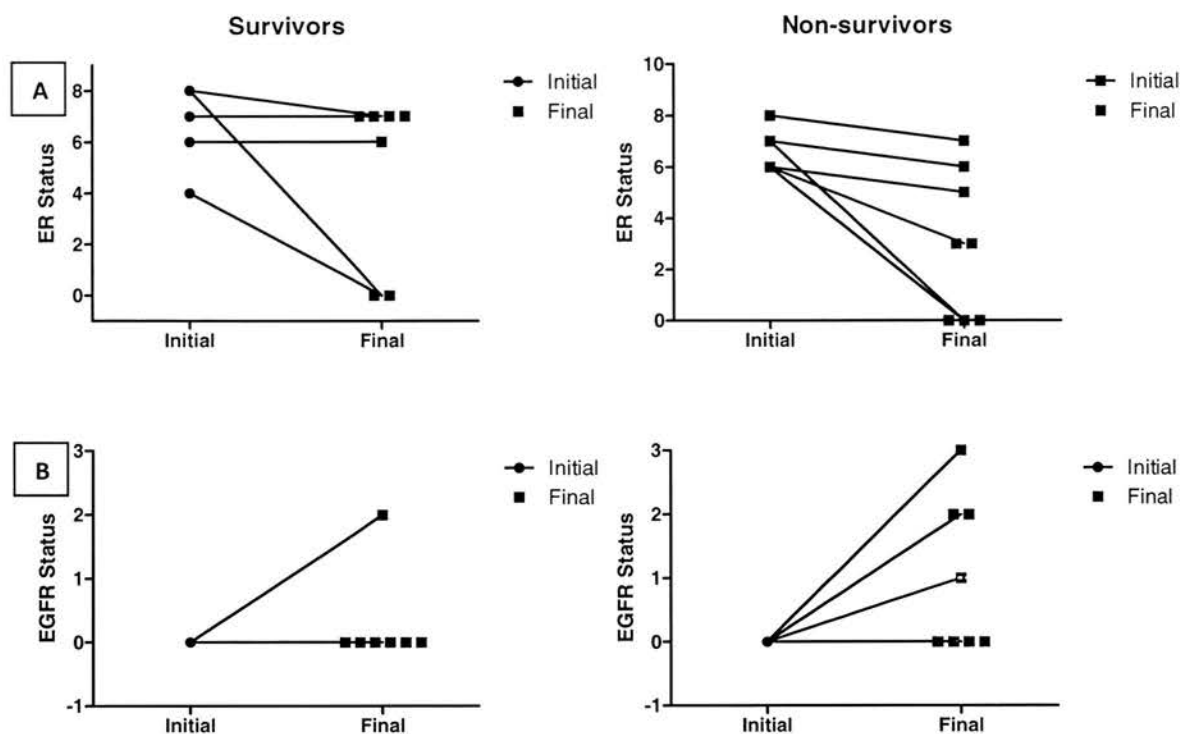 Survivors
A
ER Status
8
6
4
2
0
Initial
Final
Initial
Final
Non-survivors
ER Status
10
8
6
4
2
0
Initial
Final
Initial
Final
B
EGFR Status
3
2
1
0
-1
Initial
Final
Initial
Final
EGFR Status
3
2
1
0
-1
Initial
Final
Initial
Final